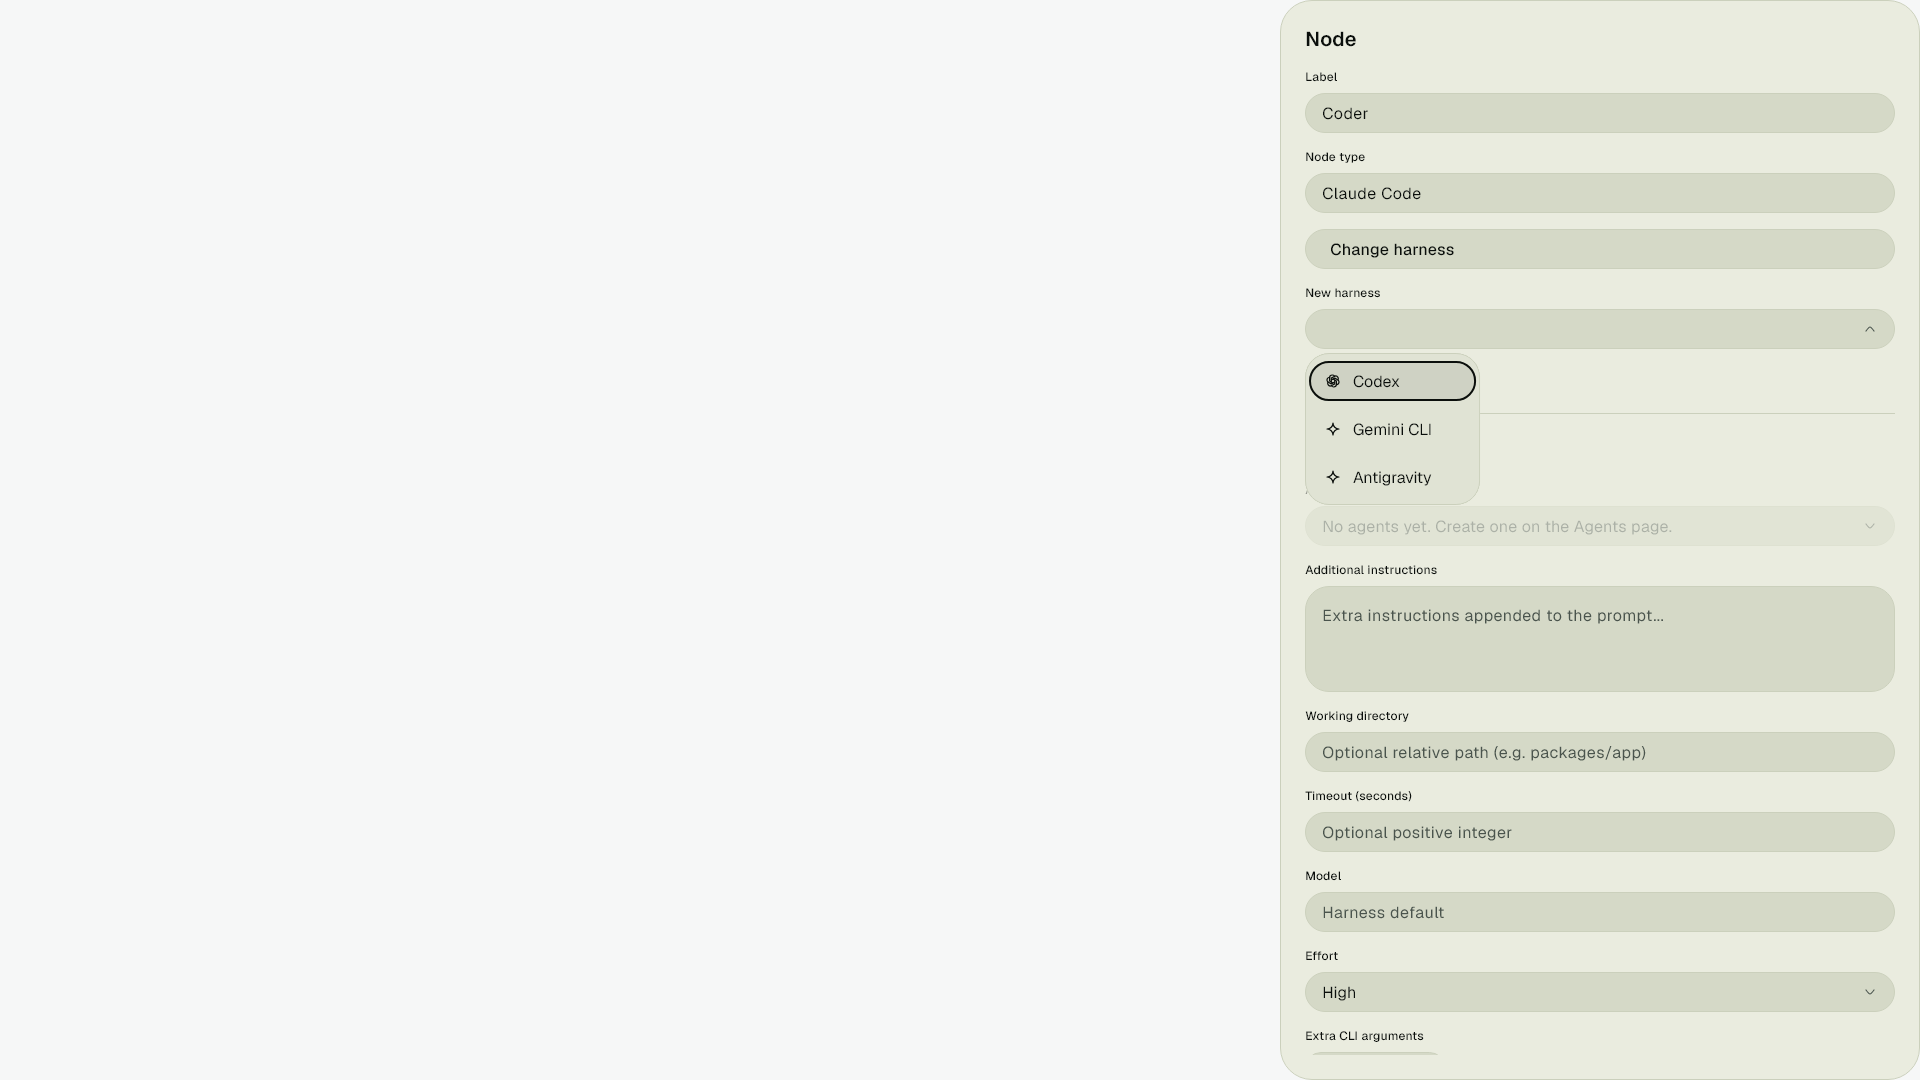 Node
Label
Coder
Node type
Claude Code
Change harness
New harness
Codex
Gemini CLI
Antigravity
No agents yet. Create one on the Agents page.
Additional instructions
Extra instructions appended to the prompt...
Working directory
Optional relative path (e.g. packages/app)
Timeout (seconds)
Optional positive integer
Model
Harness default
Effort
High
Extra CLI arguments